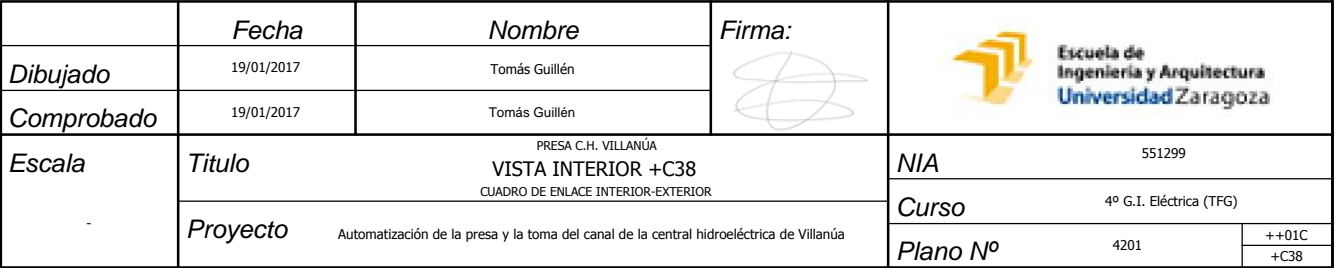 Fecha Nombre Firma:
Dibujado 19/01/2017 Tomás Guillén
Comprobado 19/01/2017 Tomás Guillén
Escuela de
Ingeniería y Arquitectura
Universidad Zaragoza
Escala
-
Titulo
PRESA C.H. VILLANÚA
VISTA INTERIOR +C38
CUADRO DE ENLACE INTERIOR-EXTERIOR
Proyecto Automatización de la presa y la toma del canal de la central hidroeléctrica de Villanúa
NIA 551299
Curso 4º G.I. Eléctrica (TFG)
Plano Nº 4201
++01C
+C38